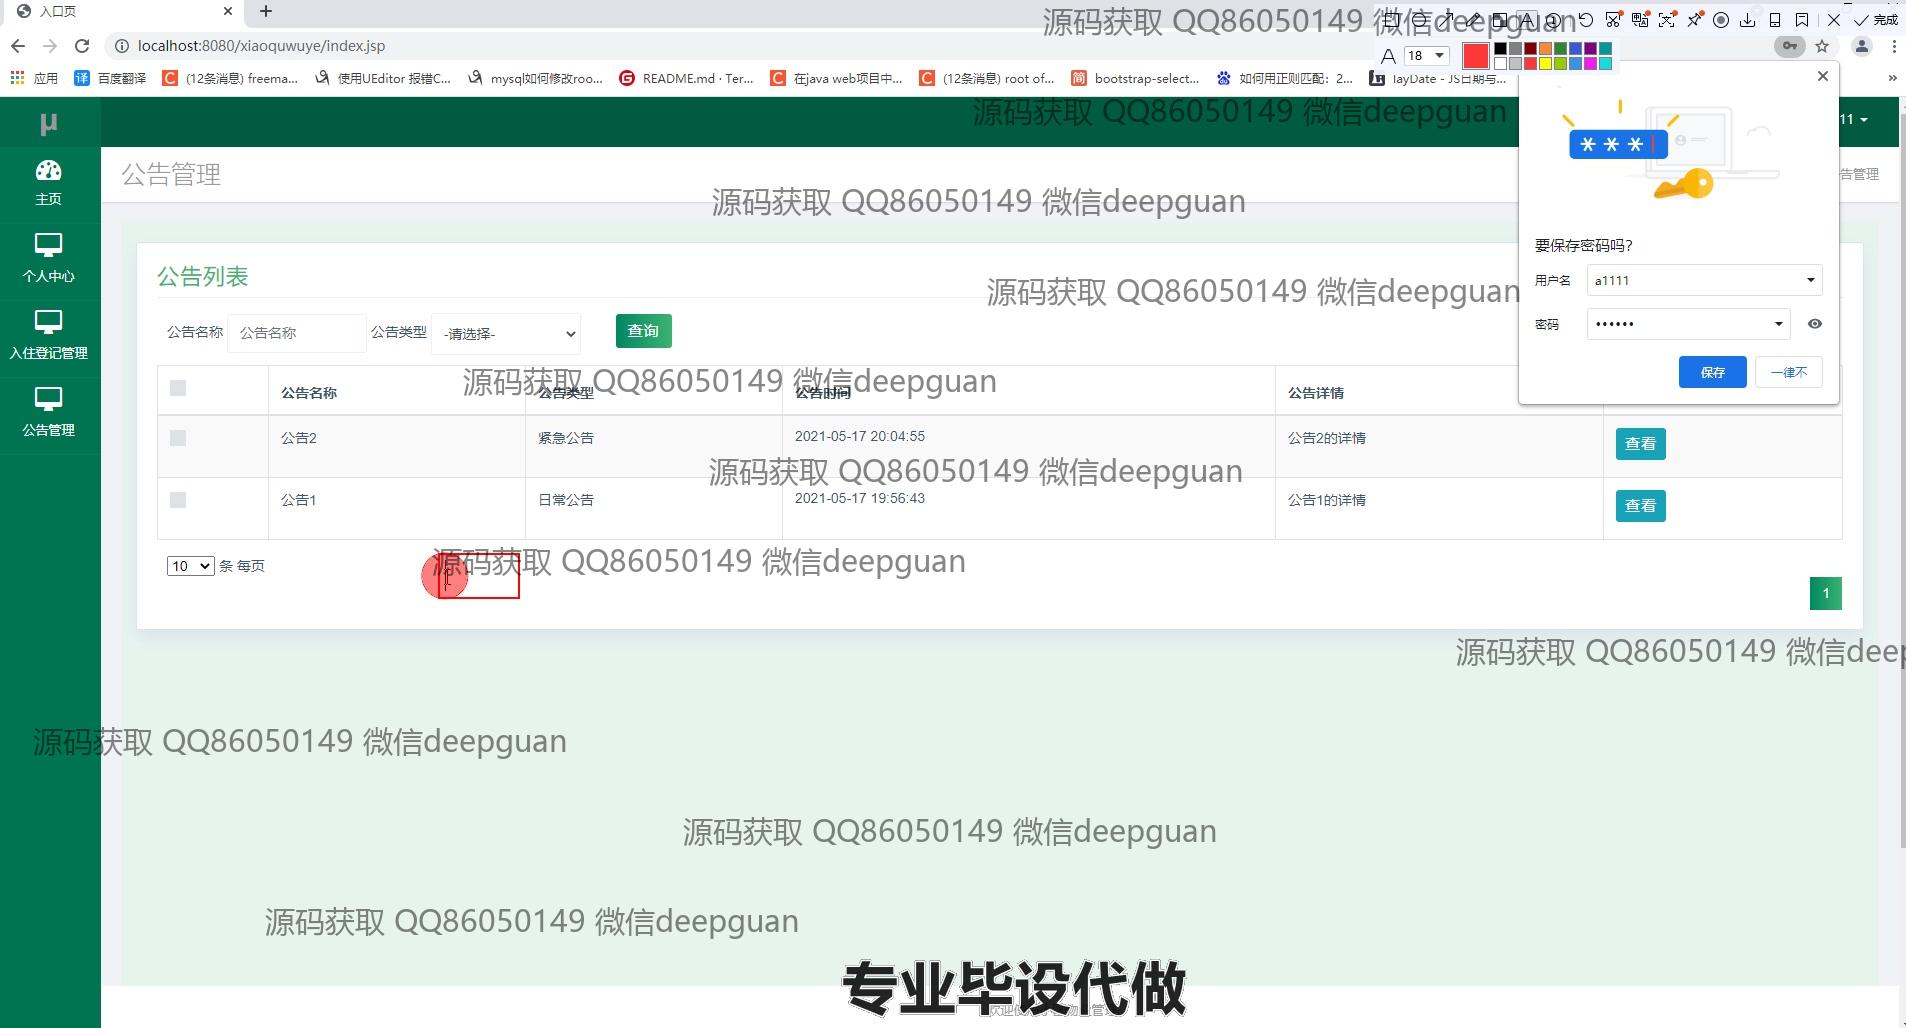 入口页
localhost:8080/xiaoquwuye/index.jsp
完成
A 18
应用 百度翻译 (12条消息) freema... 使用UEditor 报错C... mysql如何修改roo... README.md · Ter... 在java web项目中... (12条消息) root of... bootstrap-select... 如何用正则匹配：2... layDate - JS日期与...
源码获取 QQ86050149 微信deepguan
源码获取 QQ86050149 微信deepguan
μ
11
主页
个人中心
入住登记管理
公告管理
公告管理
告管理
源码获取 QQ86050149 微信deepguan
要保存密码吗?
用户名 a1111
密码 ••••••
保存 一律不
公告列表
源码获取 QQ86050149 微信deepguan
公告名称 公告名称 公告类型 -请选择- 查询
源码获取 QQ86050149 微信deepguan
公告名称 公告类型 公告时间 公告详情
公告2 紧急公告 2021-05-17 20:04:55 公告2的详情 查看
源码获取 QQ86050149 微信deepguan
公告1 日常公告 2021-05-17 19:56:43 公告1的详情 查看
10 条 每页
源码获取 QQ86050149 微信deepguan
1
源码获取 QQ86050149 微信deep
源码获取 QQ86050149 微信deepguan
源码获取 QQ86050149 微信deepguan
源码获取 QQ86050149 微信deepguan
专业毕设代做